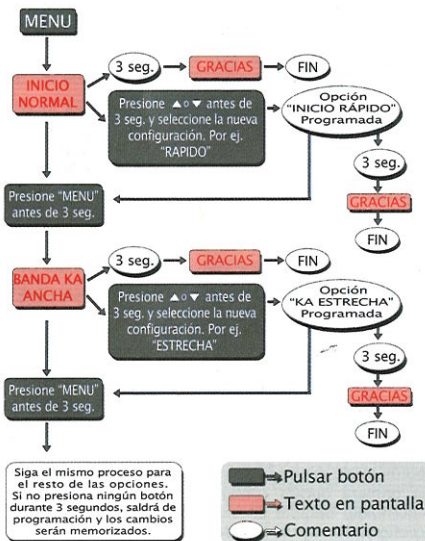 MENU
INICIO
NORMAL
3 seg.
GRACIAS
FIN
Presione ▲o▼ antes de
3 seg. y seleccione la nueva
configuración. Por ej.
“RAPIDO”
Opción
“INICIO RÁPIDO”
Programada
3 seg.
GRACIAS
FIN
Presione “MENU”
antes de 3 seg.
BANDA KA
ANCHA
3 seg.
GRACIAS
FIN
Presione ▲o▼ antes de
3 seg. y seleccione la nueva
configuración. Por ej.
“ESTRECHA”
Opción
“KA ESTRECHA”
Programada
3 seg.
GRACIAS
FIN
Presione “MENU”
antes de 3 seg.
Siga el mismo proceso para
el resto de las opciones.
Si no presiona ningún botón
durante 3 segundos, saldrá de
programación y los cambios
serán memorizados.
Pulsar botón
Texto en pantalla
Comentario